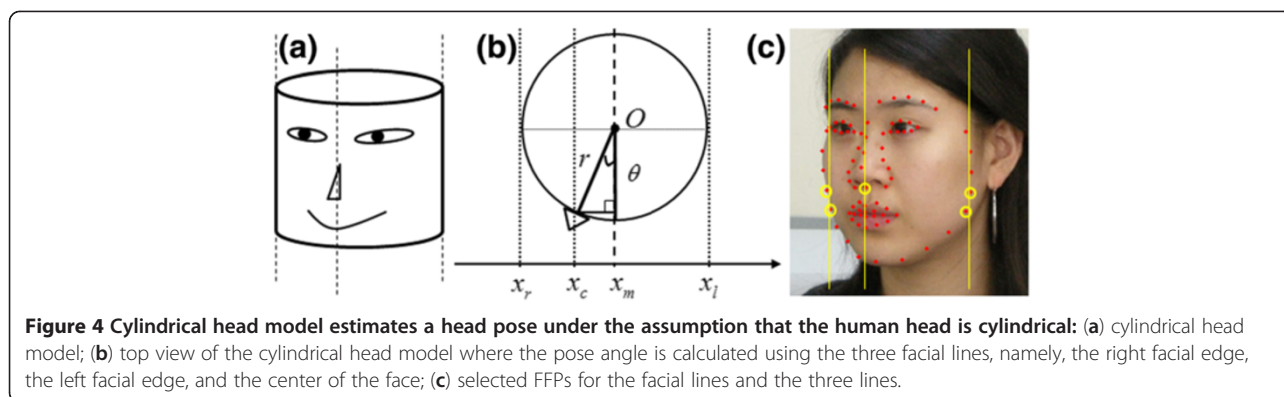 (a)
(b)
(c)
O
r
θ
x_r x_c x_m x_l
Figure 4 Cylindrical head model estimates a head pose under the assumption that the human head is cylindrical: (a) cylindrical head
model; (b) top view of the cylindrical head model where the pose angle is calculated using the three facial lines, namely, the right facial edge,
the left facial edge, and the center of the face; (c) selected FFPs for the facial lines and the three lines.